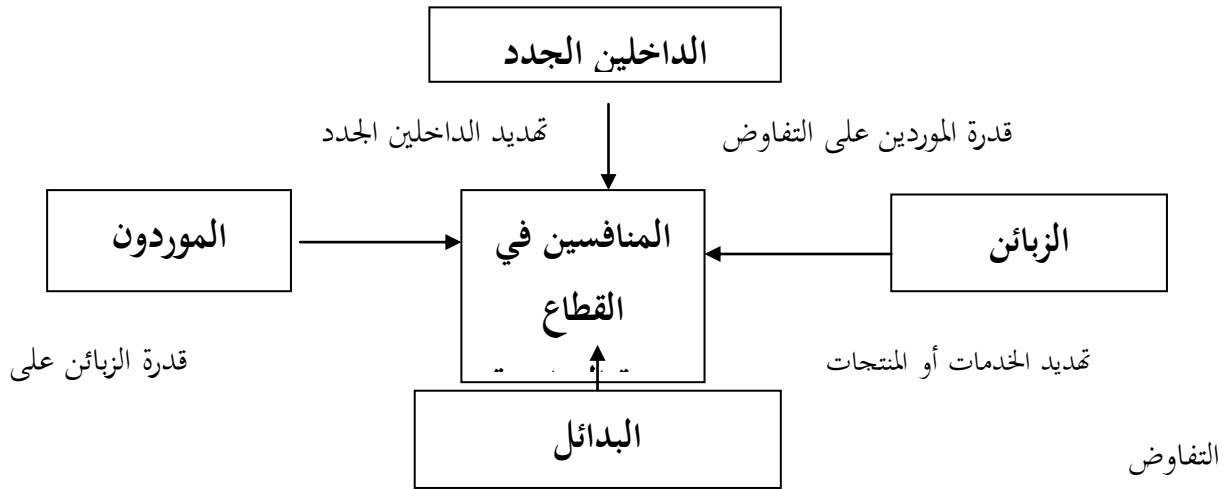 الداخلين الجدد
قدرة الموردين على التفاوض
تهديد الداخلين الجدد
الزبائن
المنافسين في
القطاع
الموردون
تهديد الخدمات أو المنتجات
قدرة الزبائن على
البدائل
التفاوض